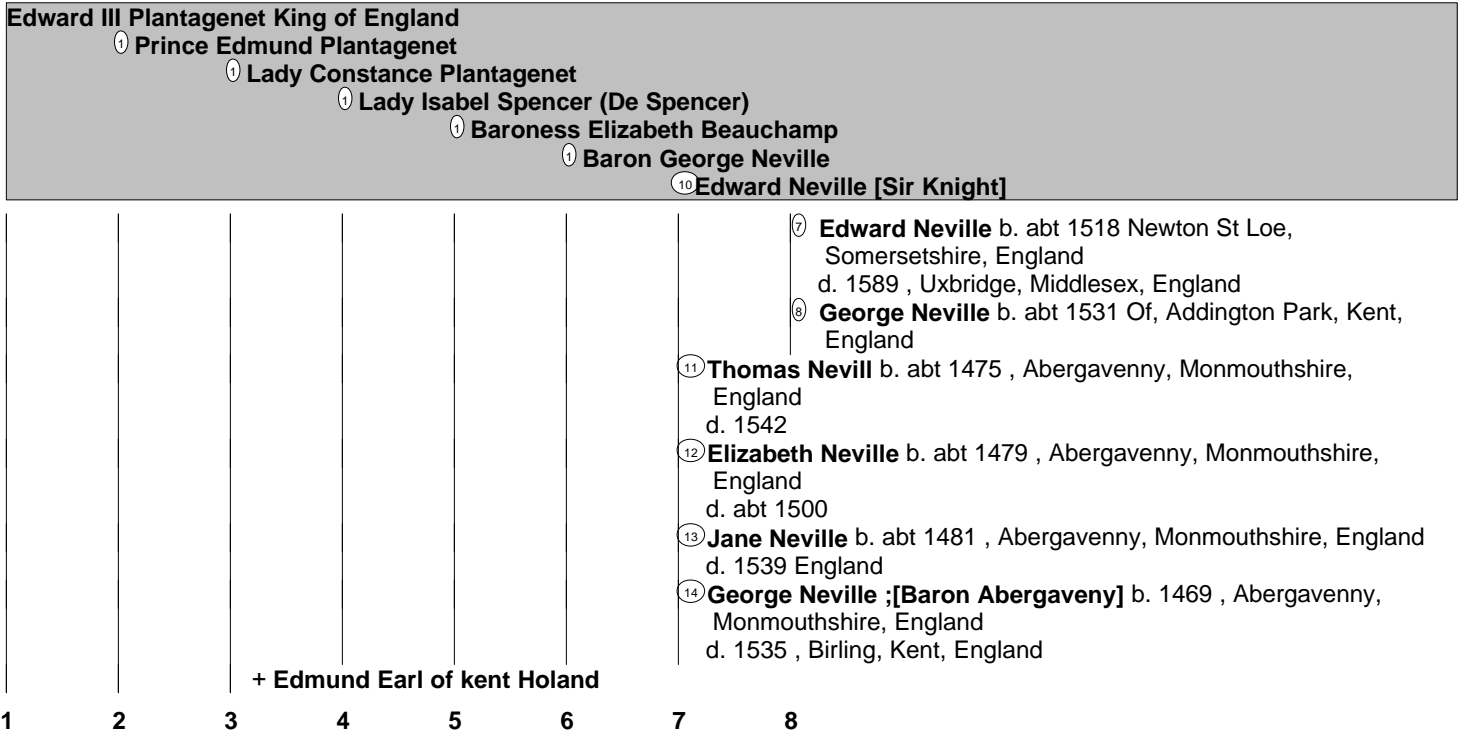 Edward III Plantagenet King of England
1 Prince Edmund Plantagenet
1 Lady Constance Plantagenet
1 Lady Isabel Spencer (De Spencer)
1 Baroness Elizabeth Beauchamp
1 Baron George Neville
10 Edward Neville [Sir Knight]
7 Edward Neville b. abt 1518 Newton St Loe,
Somersetshire, England
d. 1589 , Uxbridge, Middlesex, England
8 George Neville b. abt 1531 Of, Addington Park, Kent,
England
11 Thomas Nevill b. abt 1475 , Abergavenny, Monmouthshire,
England
d. 1542
12 Elizabeth Neville b. abt 1479 , Abergavenny, Monmouthshire,
England
d. abt 1500
13 Jane Neville b. abt 1481 , Abergavenny, Monmouthshire, England
d. 1539 England
14 George Neville ;[Baron Abergaveny] b. 1469 , Abergavenny,
Monmouthshire, England
d. 1535 , Birling, Kent, England
+ Edmund Earl of kent Holand
1 2 3 4 5 6 7 8